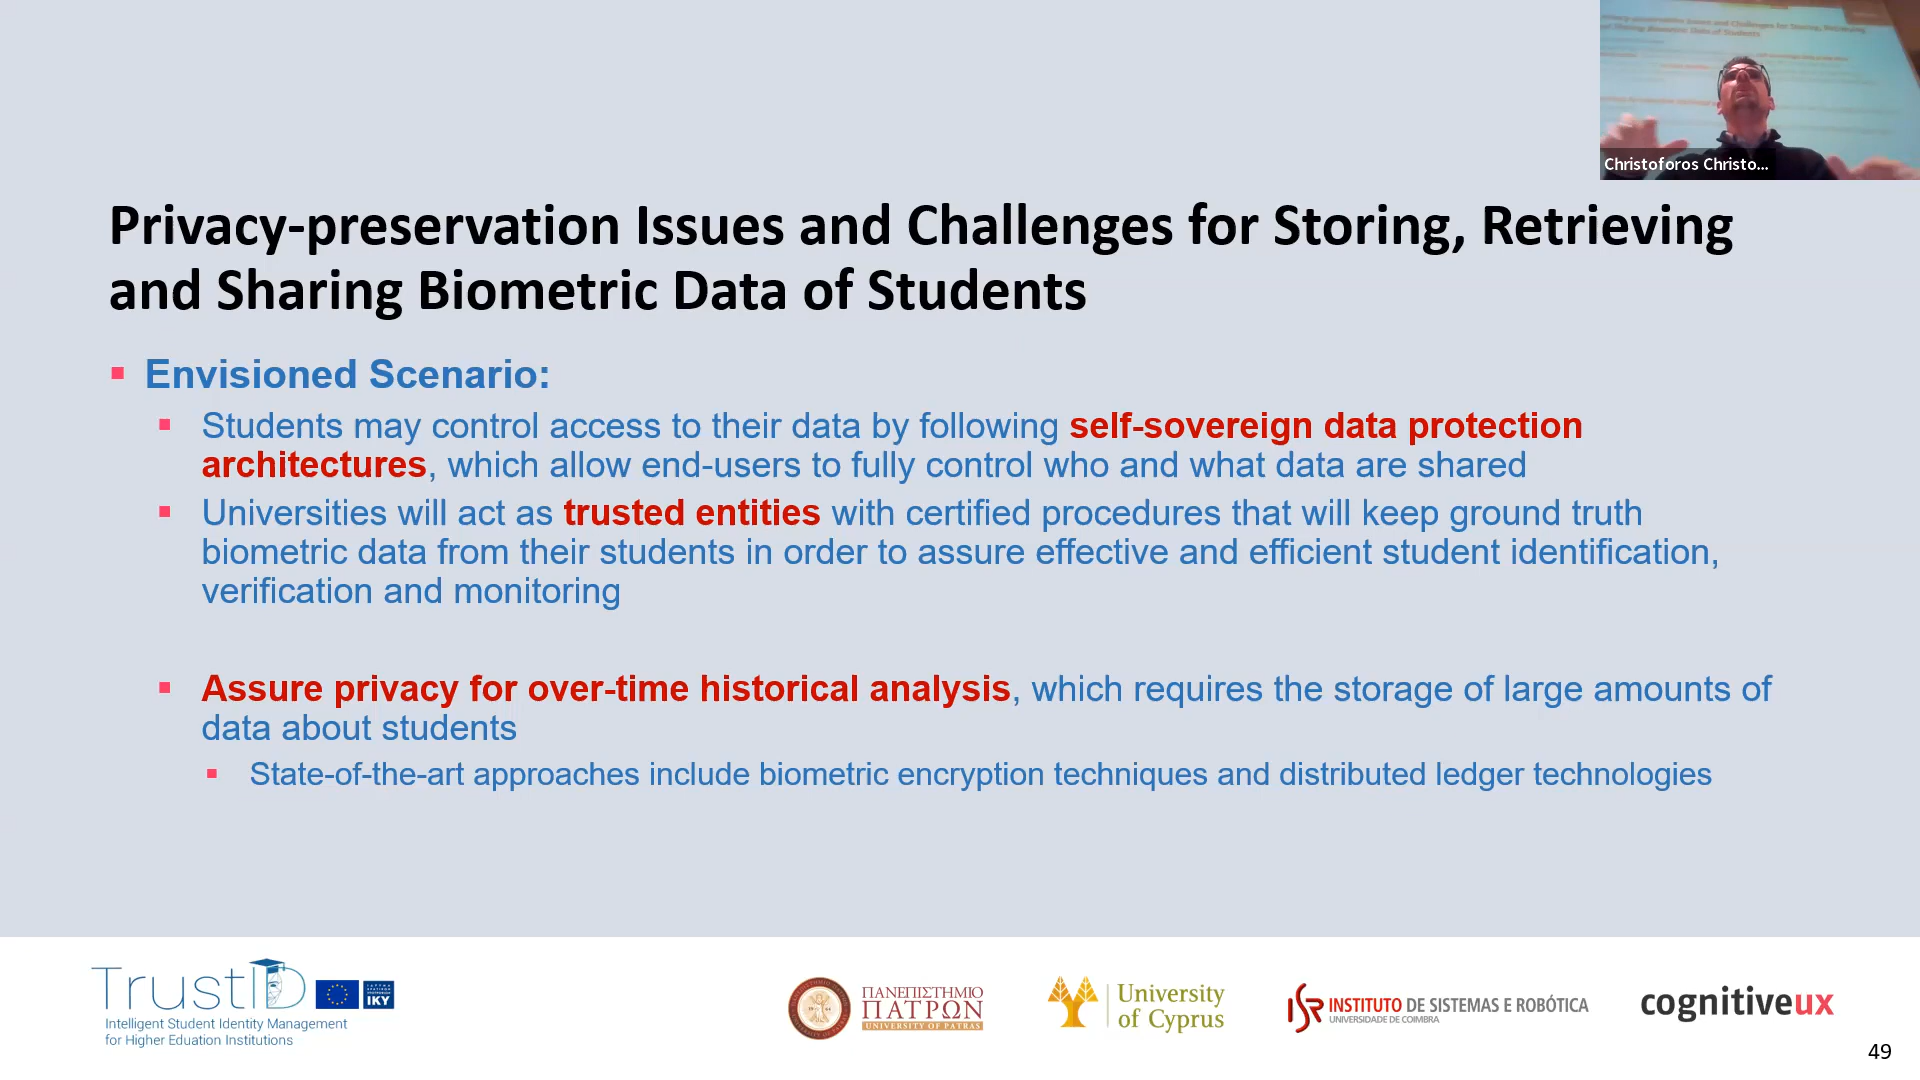 Christoforos Christo...
Privacy-preservation Issues and Challenges for Storing, Retrieving
and Sharing Biometric Data of Students
Envisioned Scenario:
Students may control access to their data by following self-sovereign data protection
architectures, which allow end-users to fully control who and what data are shared
Universities will act as trusted entities with certified procedures that will keep ground truth
biometric data from their students in order to assure effective and efficient student identification,
verification and monitoring
Assure privacy for over-time historical analysis, which requires the storage of large amounts of
data about students
State-of-the-art approaches include biometric encryption techniques and distributed ledger technologies
TrustID
IKY
Intelligent Student Identity Management
for Higher Eduation Institutions
ΠΑΝΕΠΙΣΤΗΜΙΟ
ΠΑΤΡΩΝ
UNIVERSITY OF PATRAS
University
of Cyprus
ISR INSTITUTO DE SISTEMAS E ROBÓTICA
UNIVERSIDADE DE COIMBRA
cognitiveux
49